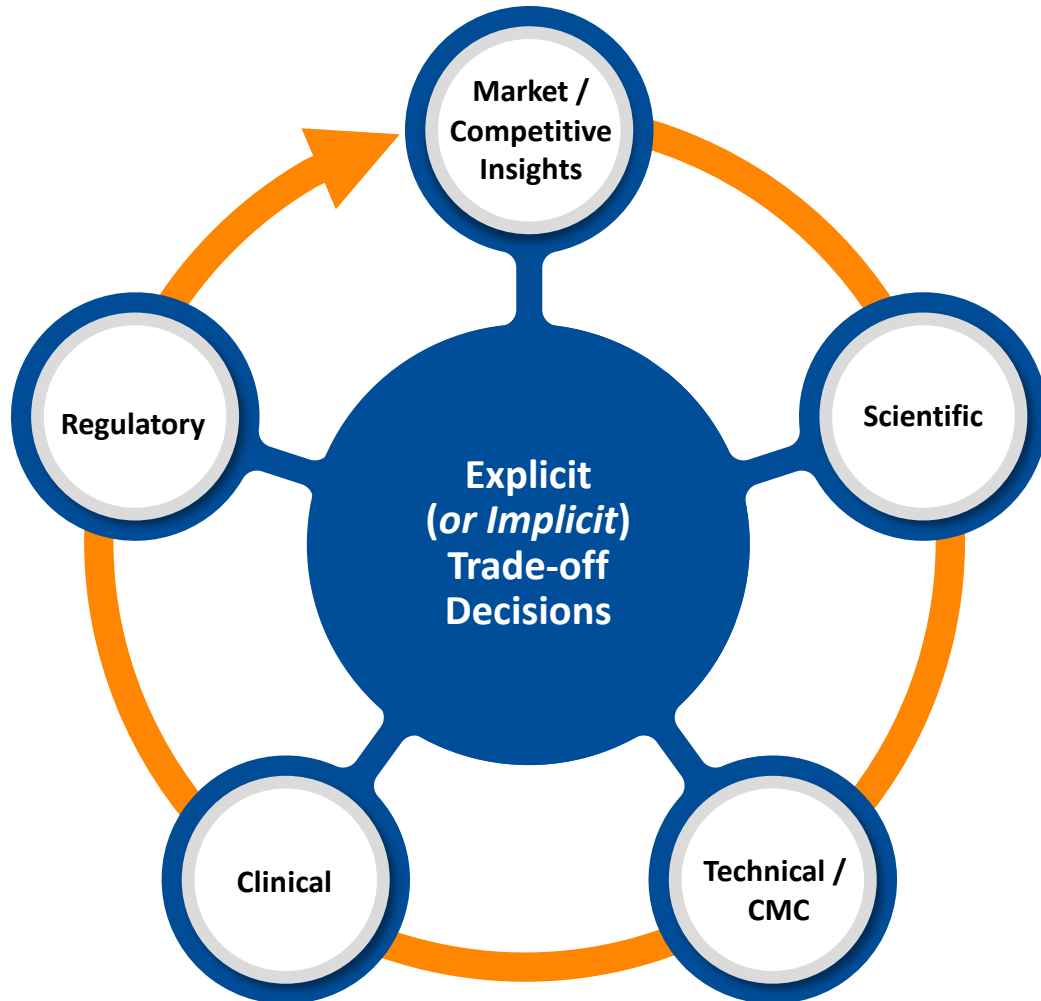 Market /
Competitive
Insights
Regulatory
Scientific
Explicit
(or Implicit)
Trade-off
Decisions
Clinical
Technical /
CMC